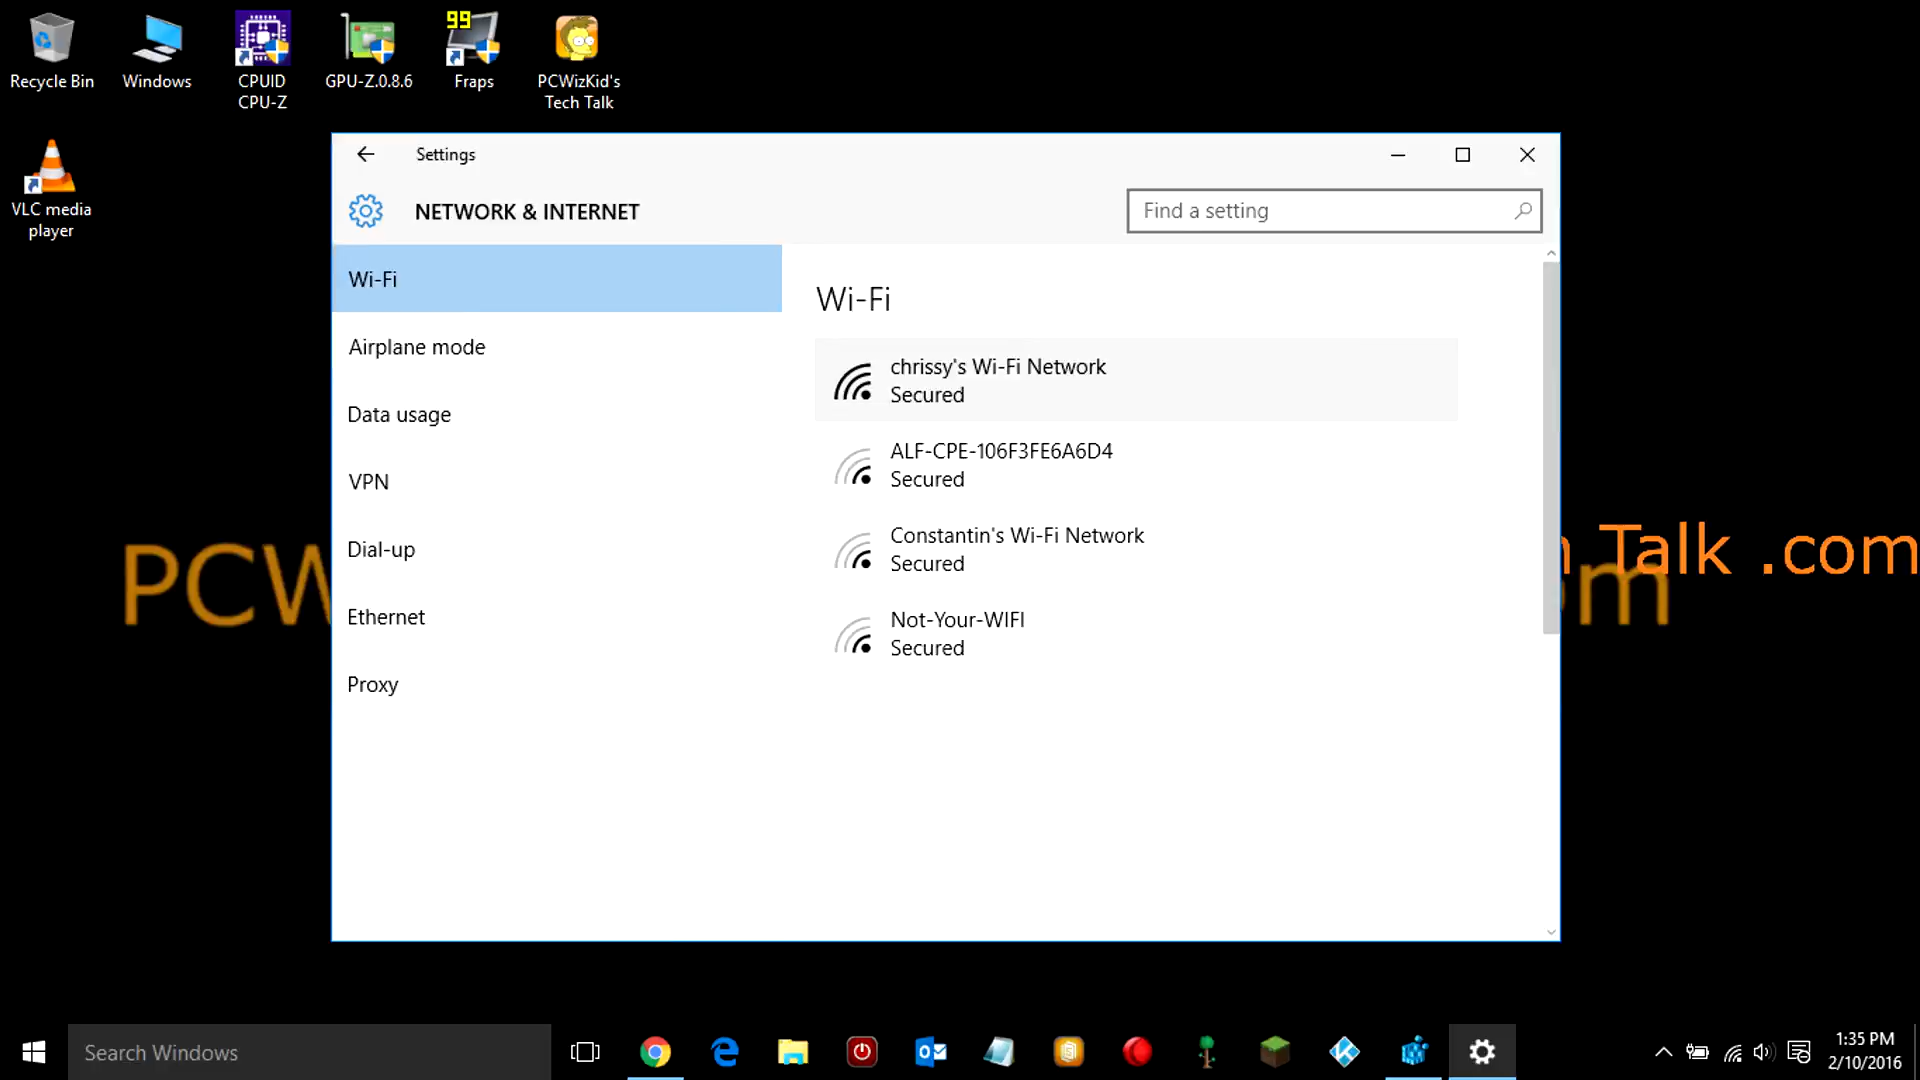 99
Recycle Bin
Windows
CPUID
CPU-Z
GPU-Z.0.8.6
Fraps
PCWizKid's
Tech Talk
VLC media
player
Settings
NETWORK & INTERNET
Find a setting
Wi-Fi
Airplane mode
Data usage
VPN
Dial-up
Ethernet
Proxy
Wi-Fi
chrissy's Wi-Fi Network
Secured
ALF-CPE-106F3FE6A6D4
Secured
Constantin's Wi-Fi Network
Secured
Not-Your-WIFI
Secured
PCW
Talk .com
om
Search Windows
1:35 PM
2/10/2016